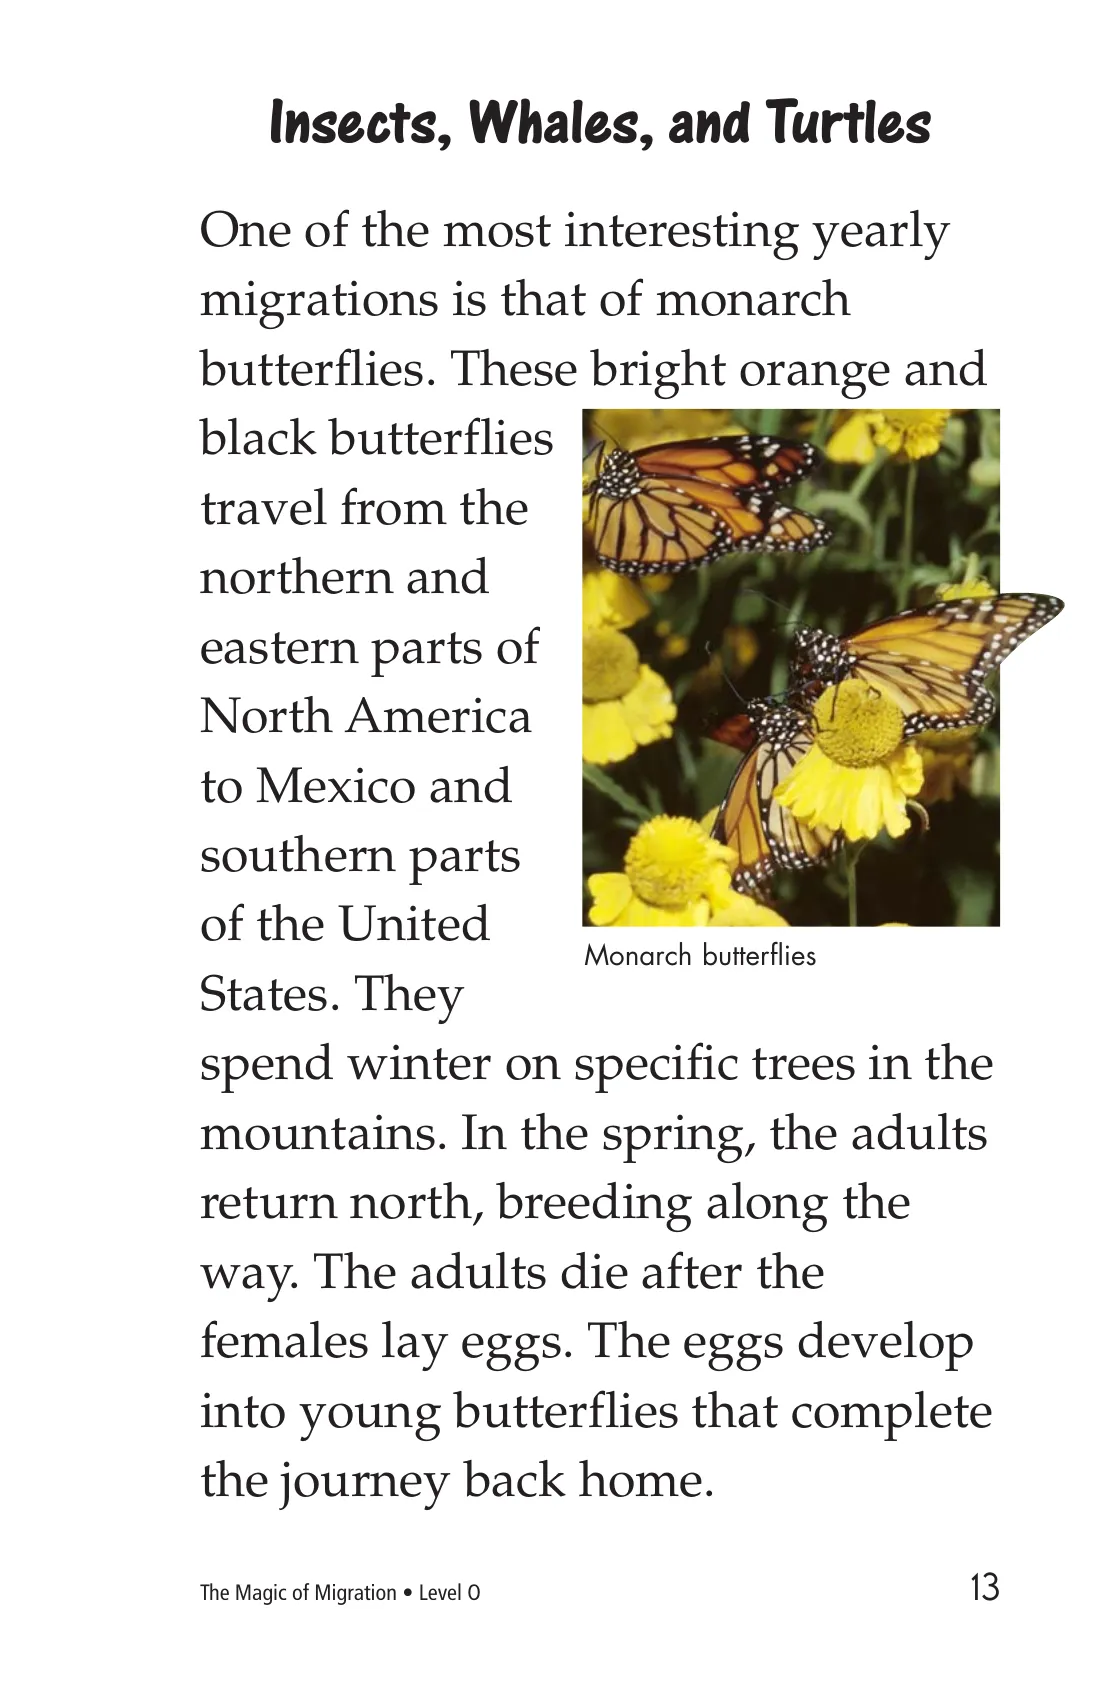 Insects, Whales, and Turtles
One of the most interesting yearly
migrations is that of monarch
butterflies. These bright orange and
black butterflies
travel from the
northern and
eastern parts of
North America
to Mexico and
southern parts
of the United
States. They
Monarch butterflies
spend winter on specific trees in the
mountains. In the spring, the adults
return north, breeding along the
way. The adults die after the
females lay eggs. The eggs develop
into young butterflies that complete
the journey back home.
The Magic of Migration • Level O
13